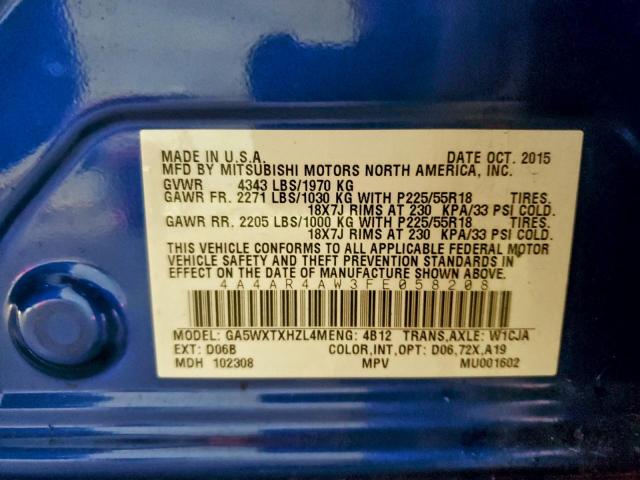 MADE IN U.S.A. DATE OCT. 2015
MFD BY MITSUBISHI MOTORS NORTH AMERICA, INC.
GVWR 4343 LBS/1970 KG
GAWR FR. 2271 LBS/1030 KG WITH P225/55R18 TIRES.
18X7J RIMS AT 230 KPA/33 PSI COLD.
GAWR RR. 2205 LBS/1000 KG WITH P225/55R18 TIRES.
18X7J RIMS AT 230 KPA/33 PSI COLD.
THIS VEHICLE CONFORMS TO ALL APPLICABLE FEDERAL MOTOR
VEHICLE SAFETY AND THEFT PREVENTION STANDARDS IN
EFFECT ON THE DATE OF MANUFACTURE SHOWN ABOVE.
4A4AR4AW3FE058208
MODEL: GA5WXTXHZL4MENG: 4B12 TRANS,AXLE: W1CJA
EXT: D06B COLOR,INT,OPT: D06,72X,A19
MDH 102308 MPV MU001602